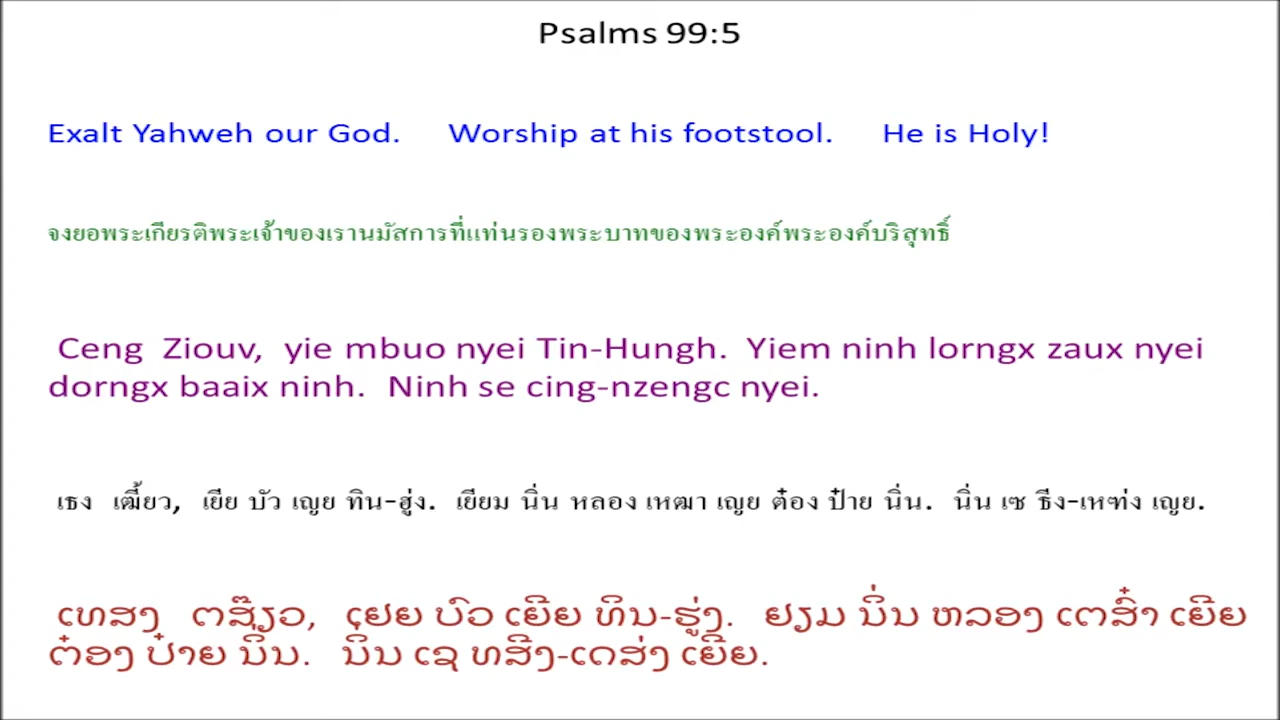 Psalms 99:5
Exalt Yahweh our God. Worship at his footstool. He is Holy!
จงยอพระเกียรติพระเจ้าของเรานมัสการที่แท่นรองพระบาทของพระองค์พระองค์บริสุทธิ์
Ceng Ziouv, yie mbuo nyei Tin-Hungh. Yiem ninh lorngx zaux nyei
dorngx baaix ninh. Ninh se cing-nzengc nyei.
เธง เฒี้ยว, เยีย บัว เญย ทิน-ฮู่ง. เยียม นิ่น หลอง เหฒา เญย ต๋อง ป๋าย นิ่น. นิ่น เซ ธีง-เหฑ่ง เญย.
ເທສງ ຕສ໊ຽວ, ເຢຍ ບົວ ເຍີຍ ທິນ-ຮູ່ງ. ຢຽມ ນິ່ນ ຫລອງ ເຕສົ໋າ ເຍີຍ
ຕ໋ອງ ປ໋າຍ ນິ່ນ. ນິ່ນ ເຊ ທສີງ-ເດສ່ງ ເຍີຍ.